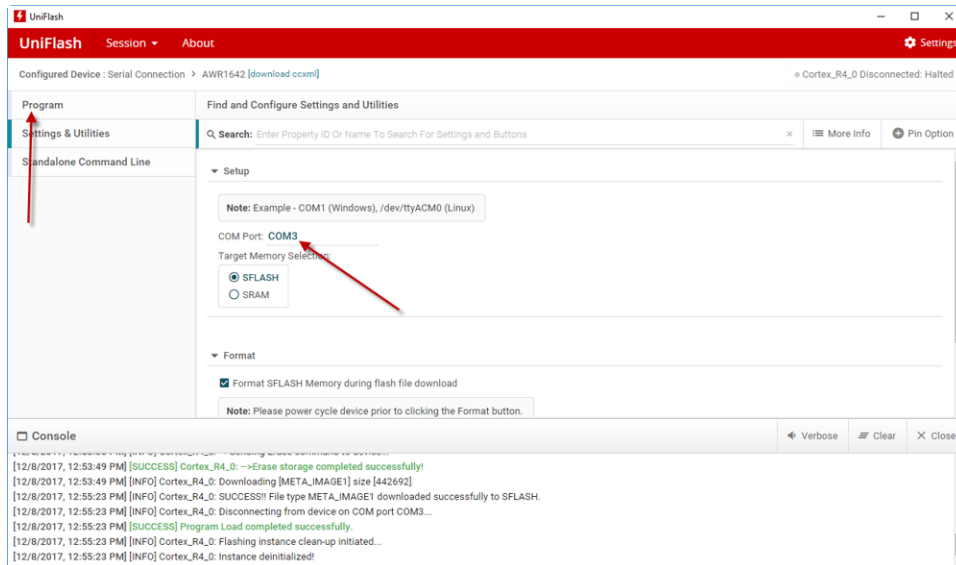 UniFlash
UniFlash Session About Settings
Configured Device : Serial Connection > AWR1642 [download ccxml] Cortex_R4_0 Disconnected: Halted
Program
Settings & Utilities
Standalone Command Line
Find and Configure Settings and Utilities
Search: Enter Property ID Or Name To Search For Settings and Buttons × More Info Pin Option
Setup
Note: Example - COM1 (Windows), /dev/ttyACM0 (Linux)
COM Port: COM3
Target Memory Selection:
SFLASH
SRAM
Format
Format SFLASH Memory during flash file download
Note: Please power cycle device prior to clicking the Format button.
Console Verbose Clear Close
[12/8/2017, 12:53:49 PM] [SUCCESS] Cortex_R4_0: -->Erase storage completed successfully!
[12/8/2017, 12:53:49 PM] [INFO] Cortex_R4_0: Downloading [META_IMAGE1] size [442692]
[12/8/2017, 12:55:23 PM] [INFO] Cortex_R4_0: SUCCESS!! File type META_IMAGE1 downloaded successfully to SFLASH.
[12/8/2017, 12:55:23 PM] [INFO] Cortex_R4_0: Disconnecting from device on COM port COM3...
[12/8/2017, 12:55:23 PM] [SUCCESS] Program Load completed successfully.
[12/8/2017, 12:55:23 PM] [INFO] Cortex_R4_0: Flashing instance clean-up initiated...
[12/8/2017, 12:55:23 PM] [INFO] Cortex_R4_0: Instance deinitialized!